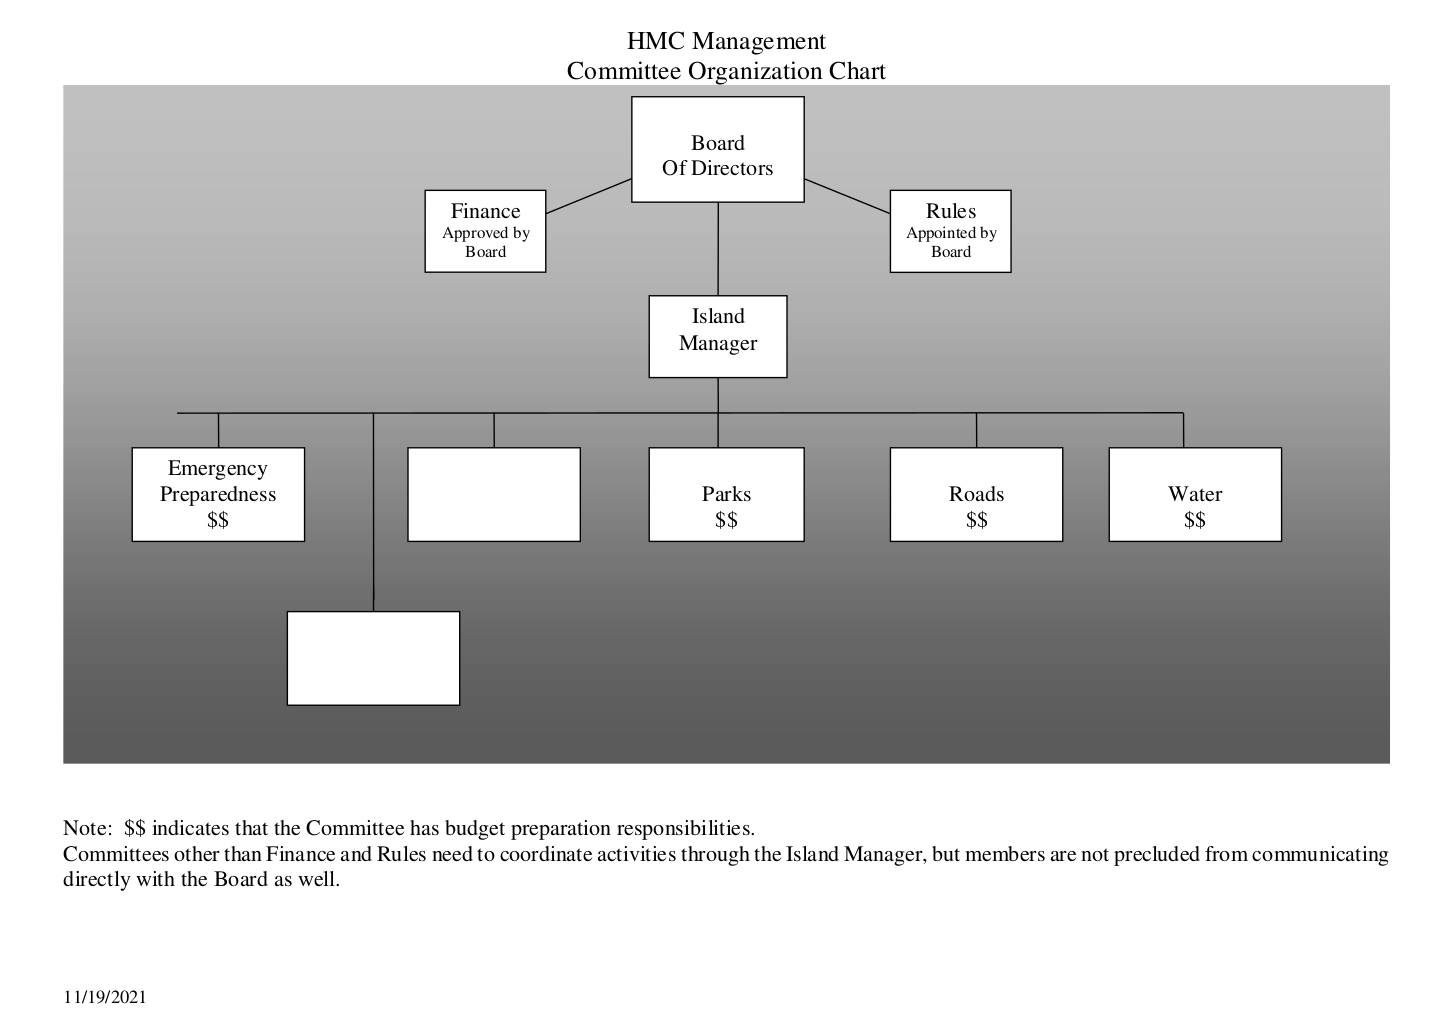 HMC Management
Committee Organization Chart
Board
Of Directors
Finance
Approved by
Board
Rules
Appointed by
Board
Island
Manager
Emergency
Preparedness
$$
Parks
$$
Roads
$$
Water
$$
Note:  $$ indicates that the Committee has budget preparation responsibilities.
Committees other than Finance and Rules need to coordinate activities through the Island Manager, but members are not precluded from communicating
directly with the Board as well.
11/19/2021